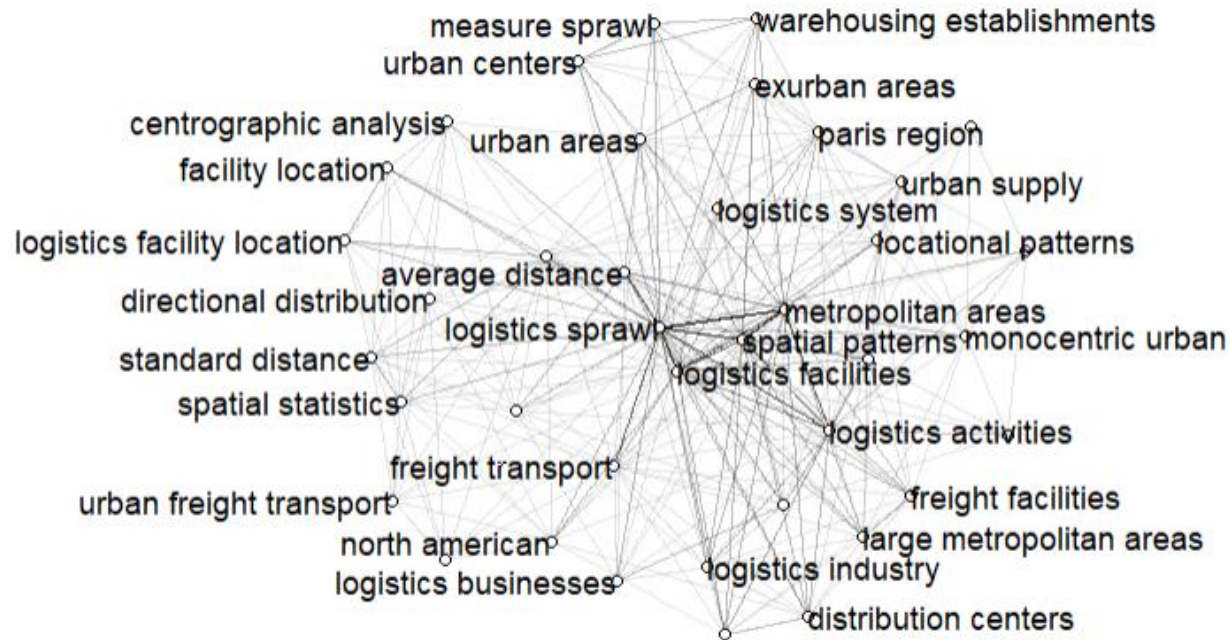 measure sprawl
warehousing establishments
urban centers
exurban areas
centrographic analysis
urban areas
paris region
facility location
urban supply
logistics system
logistics facility location
locational patterns
average distance
directional distribution
metropolitan areas
logistics sprawl
spatial patterns
monocentric urban
standard distance
logistics facilities
spatial statistics
logistics activities
freight transport
urban freight transport
freight facilities
north american
large metropolitan areas
logistics businesses
logistics industry
distribution centers